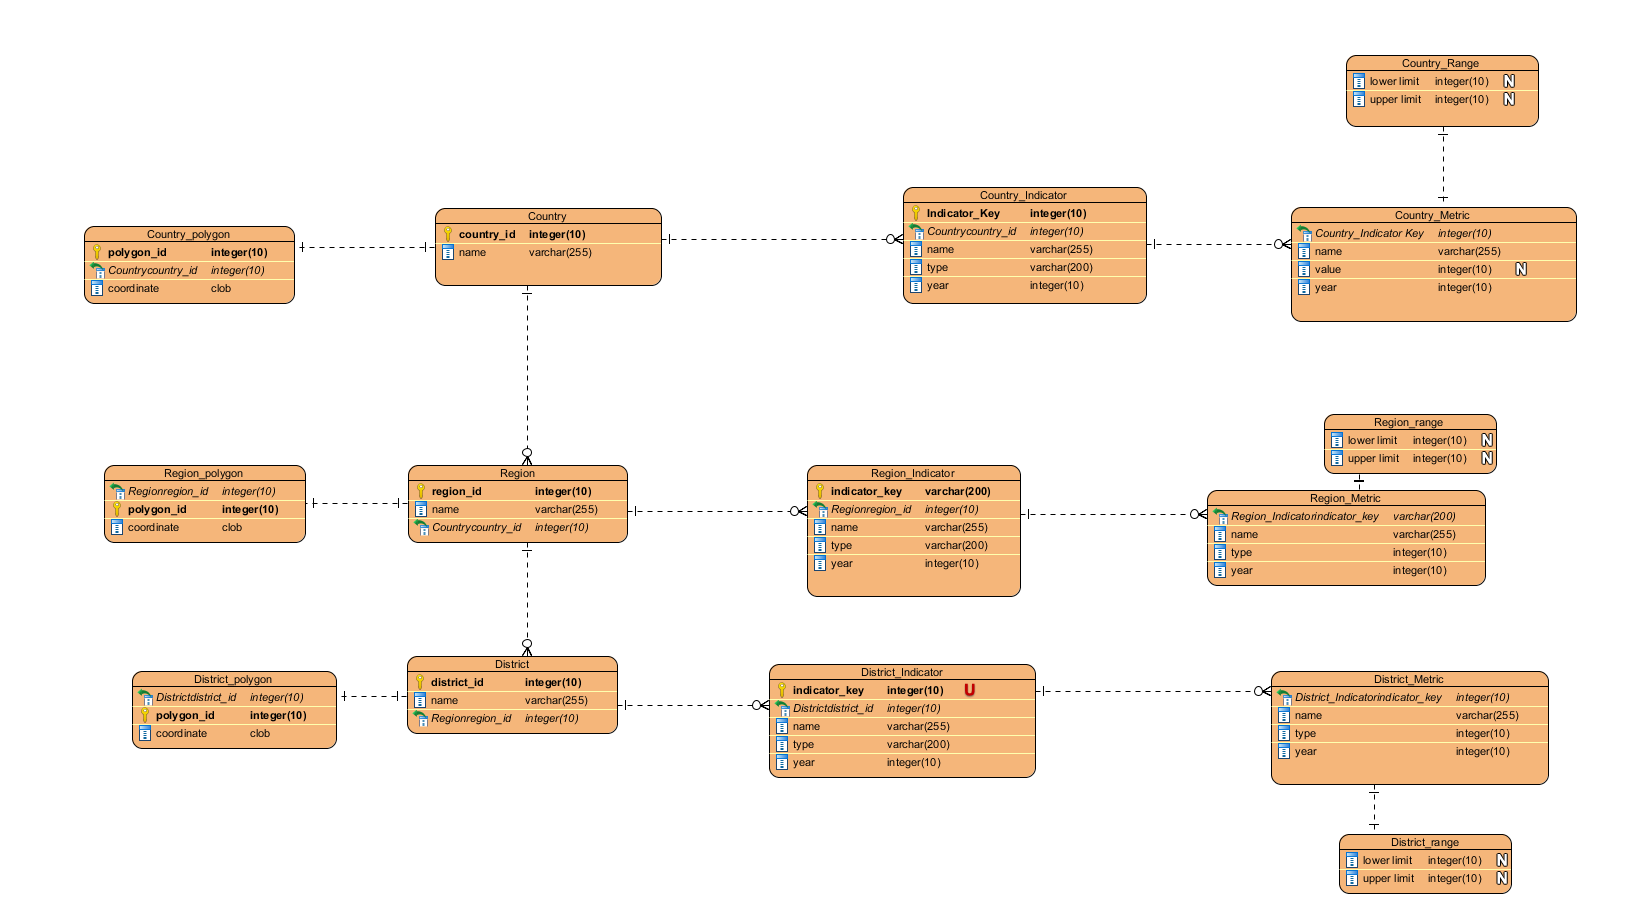 Country_Range
lower limit integer(10) N
upper limit integer(10) N
Country_polygon
polygon_id integer(10)
Countrycountry_id integer(10)
coordinate clob
Country
country_id integer(10)
name varchar(255)
Country_Indicator
Indicator_Key integer(10)
Countrycountry_id integer(10)
name varchar(255)
type varchar(200)
year integer(10)
Country_Metric
Country_Indicator Key integer(10)
name varchar(255)
value integer(10) N
year integer(10)
Region_range
lower limit integer(10) N
upper limit integer(10) N
Region_polygon
Regionregion_id integer(10)
polygon_id integer(10)
coordinate clob
Region
region_id integer(10)
name varchar(255)
Countrycountry_id integer(10)
Region_Indicator
indicator_key varchar(200)
Regionregion_id integer(10)
name varchar(255)
type varchar(200)
year integer(10)
Region_Metric
Region_Indicatorindicator_key varchar(200)
name varchar(255)
type integer(10)
year integer(10)
District_polygon
Districtdistrict_id integer(10)
polygon_id integer(10)
coordinate clob
District
district_id integer(10)
name varchar(255)
Regionregion_id integer(10)
District_Indicator
indicator_key integer(10) U
Districtdistrict_id integer(10)
name varchar(255)
type varchar(200)
year integer(10)
District_Metric
District_Indicatorindicator_key integer(10)
name varchar(255)
type integer(10)
year integer(10)
District_range
lower limit integer(10) N
upper limit integer(10) N